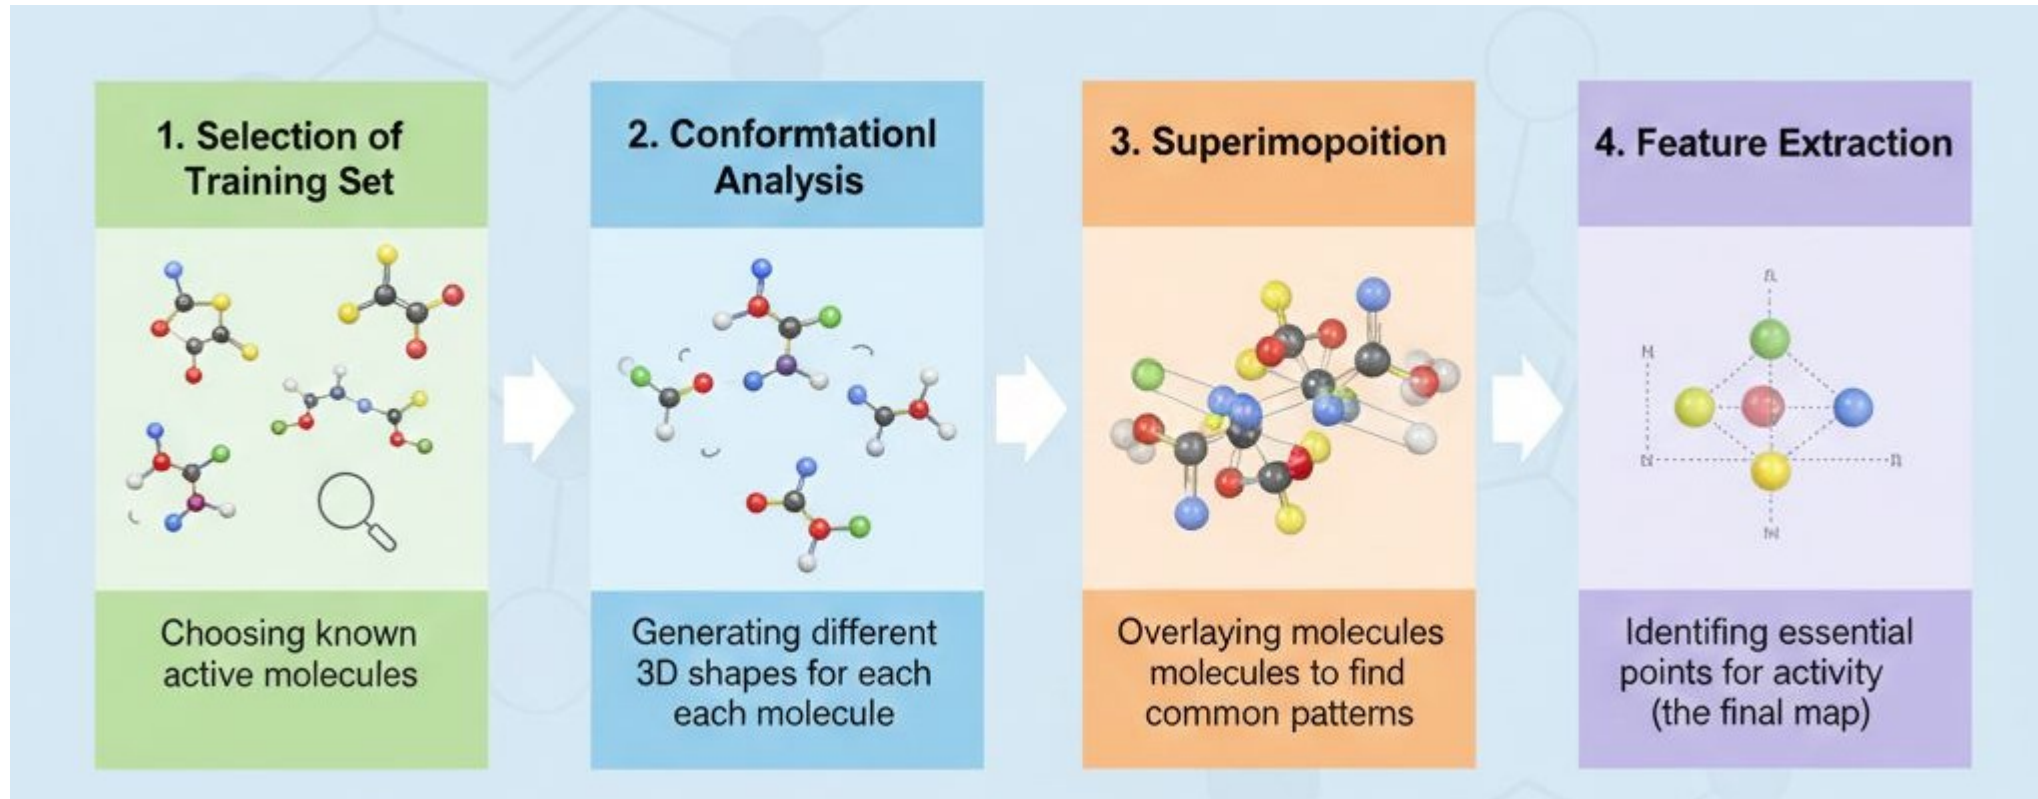 1. Selection of
Training Set
Choosing known
active molecules
2. Conformationl
Analysis
Generating different
3D shapes for each
each molecule
3. Superimopoition
Overlaying molecules
molecules to find
common patterns
4. Feature Extraction
Identifing essential
points for activity
(the final map)